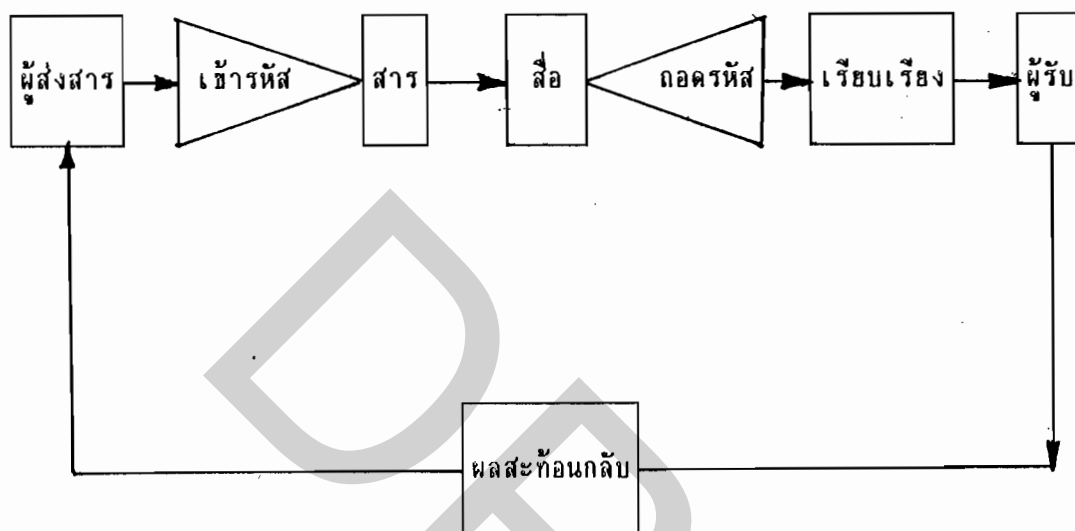 ผู้ส่งสาร
เข้ารหัส
สาร
สื่อ
ถอดรหัส
เรียบเรียง
ผู้รับ
ผลสะท้อนกลับ